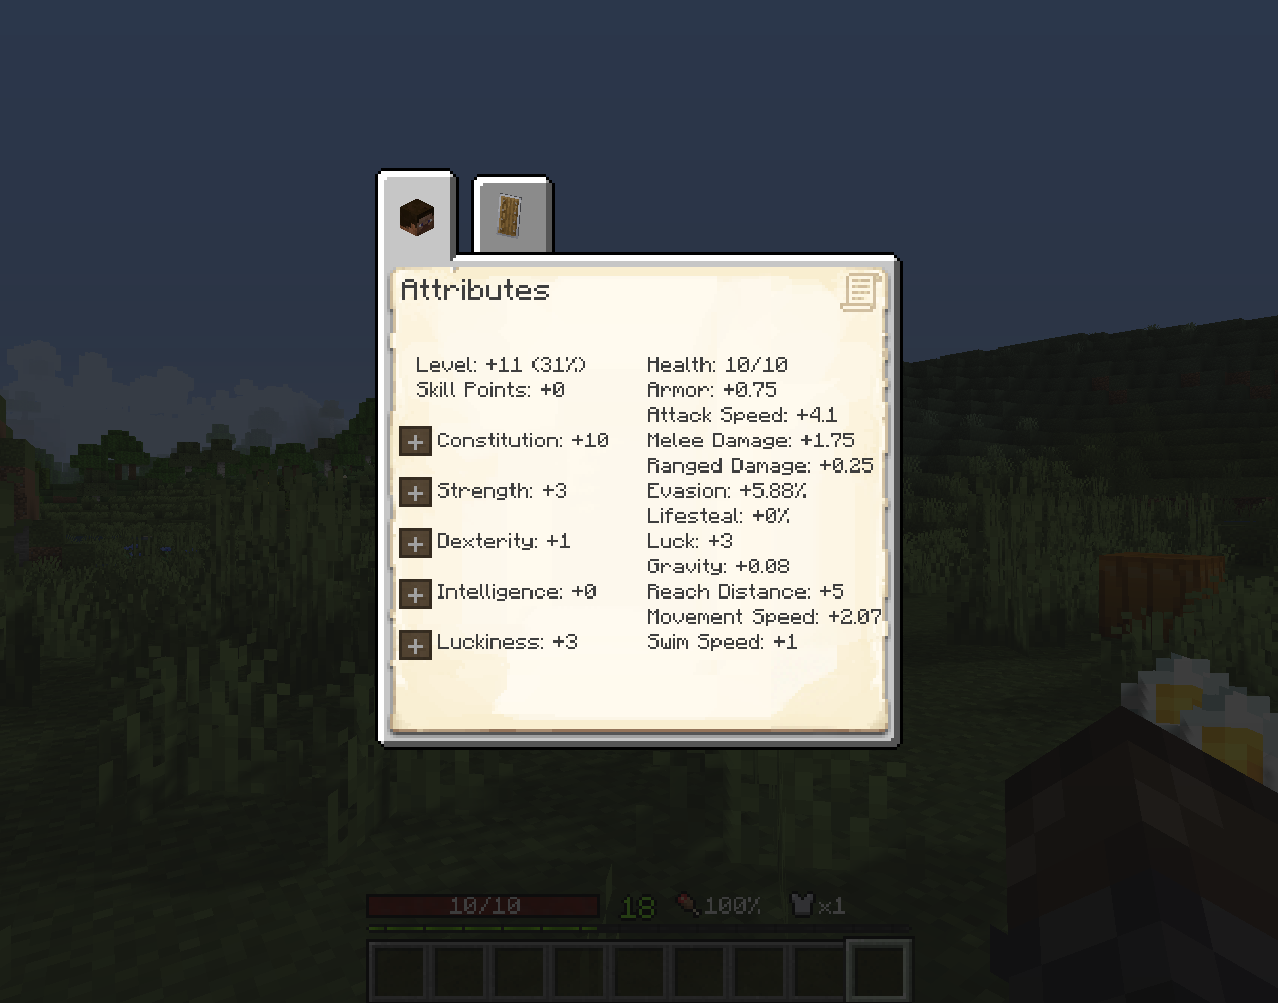 Attributes
Level: +11 (31%)
Skill Points: +0
Constitution: +10
Strength: +3
Dexterity: +1
Intelligence: +0
Luckiness: +3
Health: 10/10
Armor: +0.75
Attack Speed: +4.1
Melee Damage: +1.75
Ranged Damage: +0.25
Evasion: +5.88%
Lifesteal: +0%
Luck: +3
Gravity: +0.08
Reach Distance: +5
Movement Speed: +2.07
Swim Speed: +1
10/10 18 100% x1